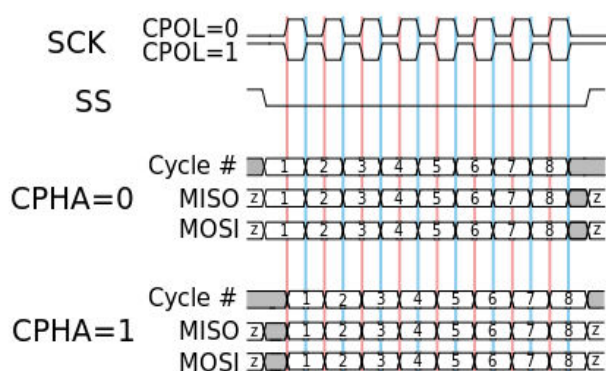 SCK CPOL=0
CPOL=1
SS
Cycle # 1 2 3 4 5 6 7 8
CPHA=0 MISO z 1 2 3 4 5 6 7 8 z
MOSI z 1 2 3 4 5 6 7 8 z
Cycle # 1 2 3 4 5 6 7 8
CPHA=1 MISO z 1 2 3 4 5 6 7 8 z
MOSI z 1 2 3 4 5 6 7 8 z